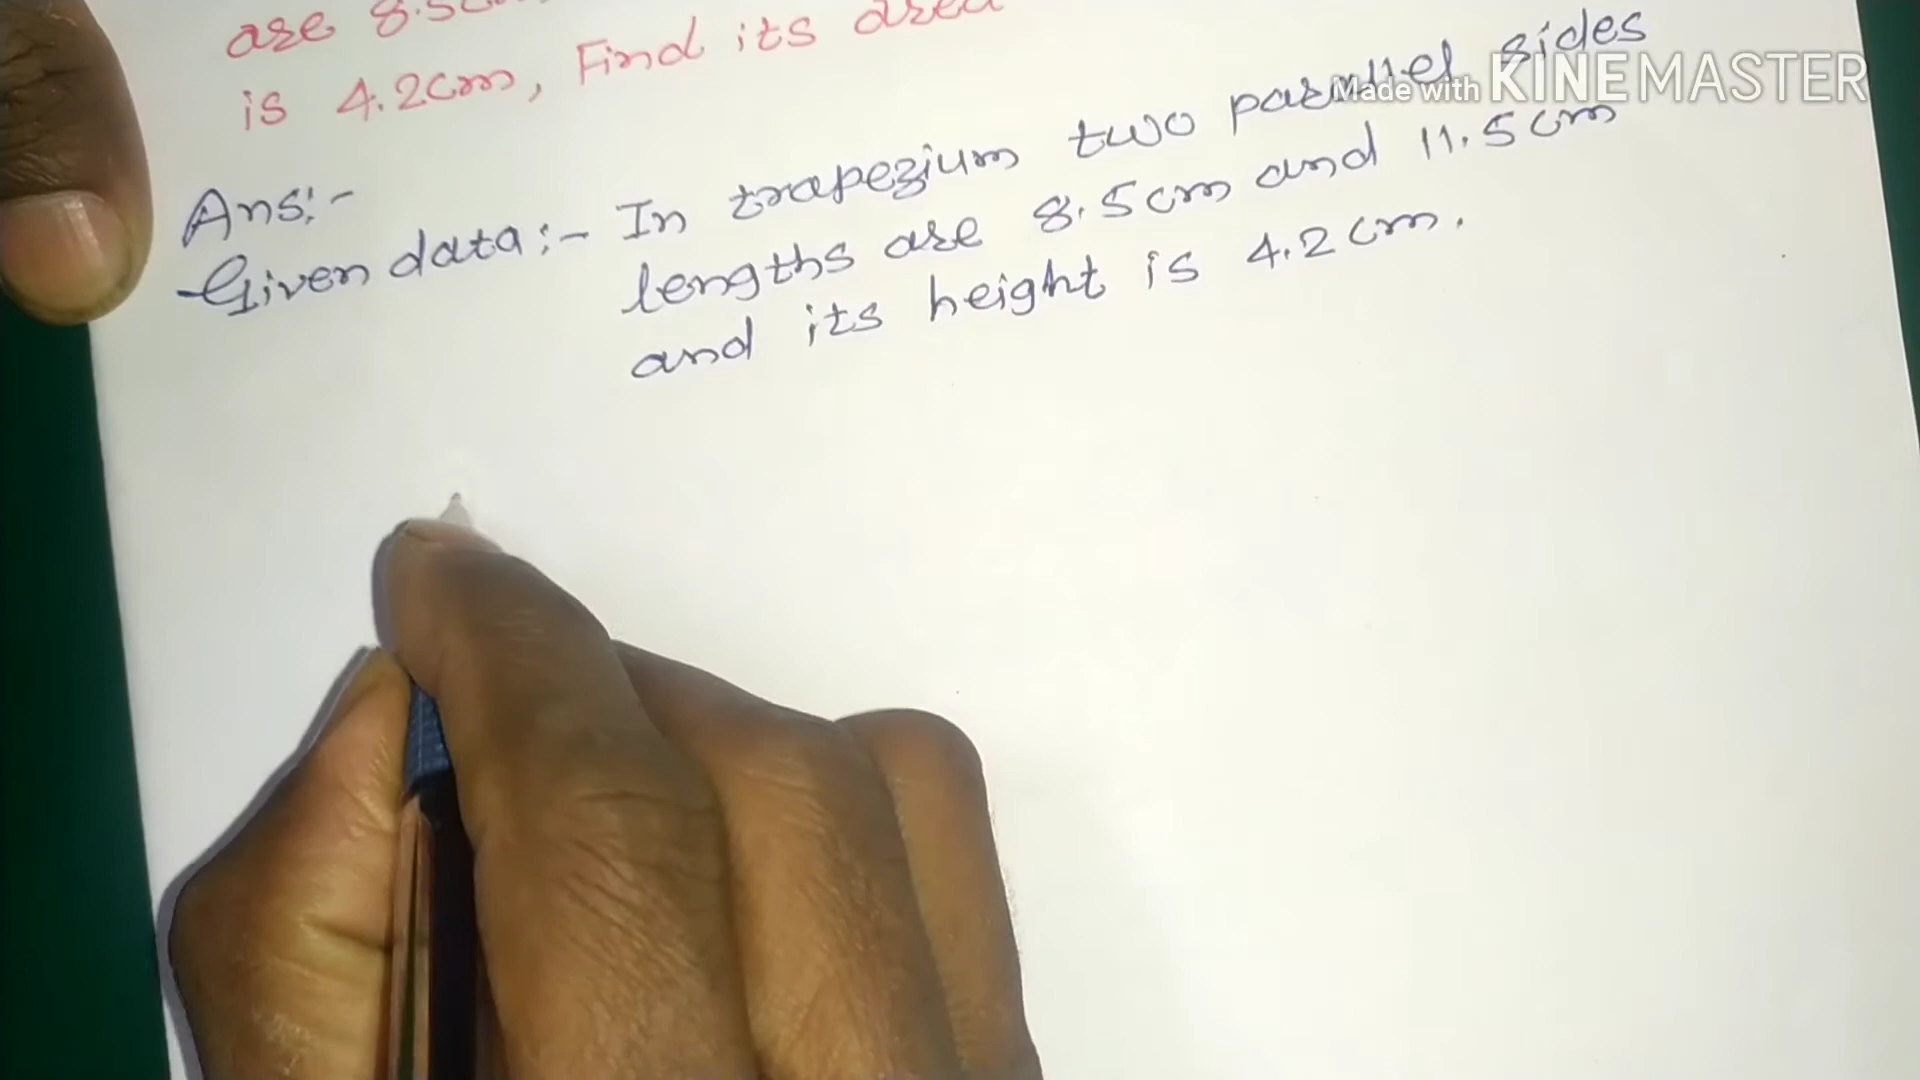 are 8.5cm
is 4.2cm, Find its area
Made with KINEMASTER
Ans:-
Given data:- In trapezium two parallel sides
lengths are 8.5cm and 11.5cm
and its height is 4.2cm.